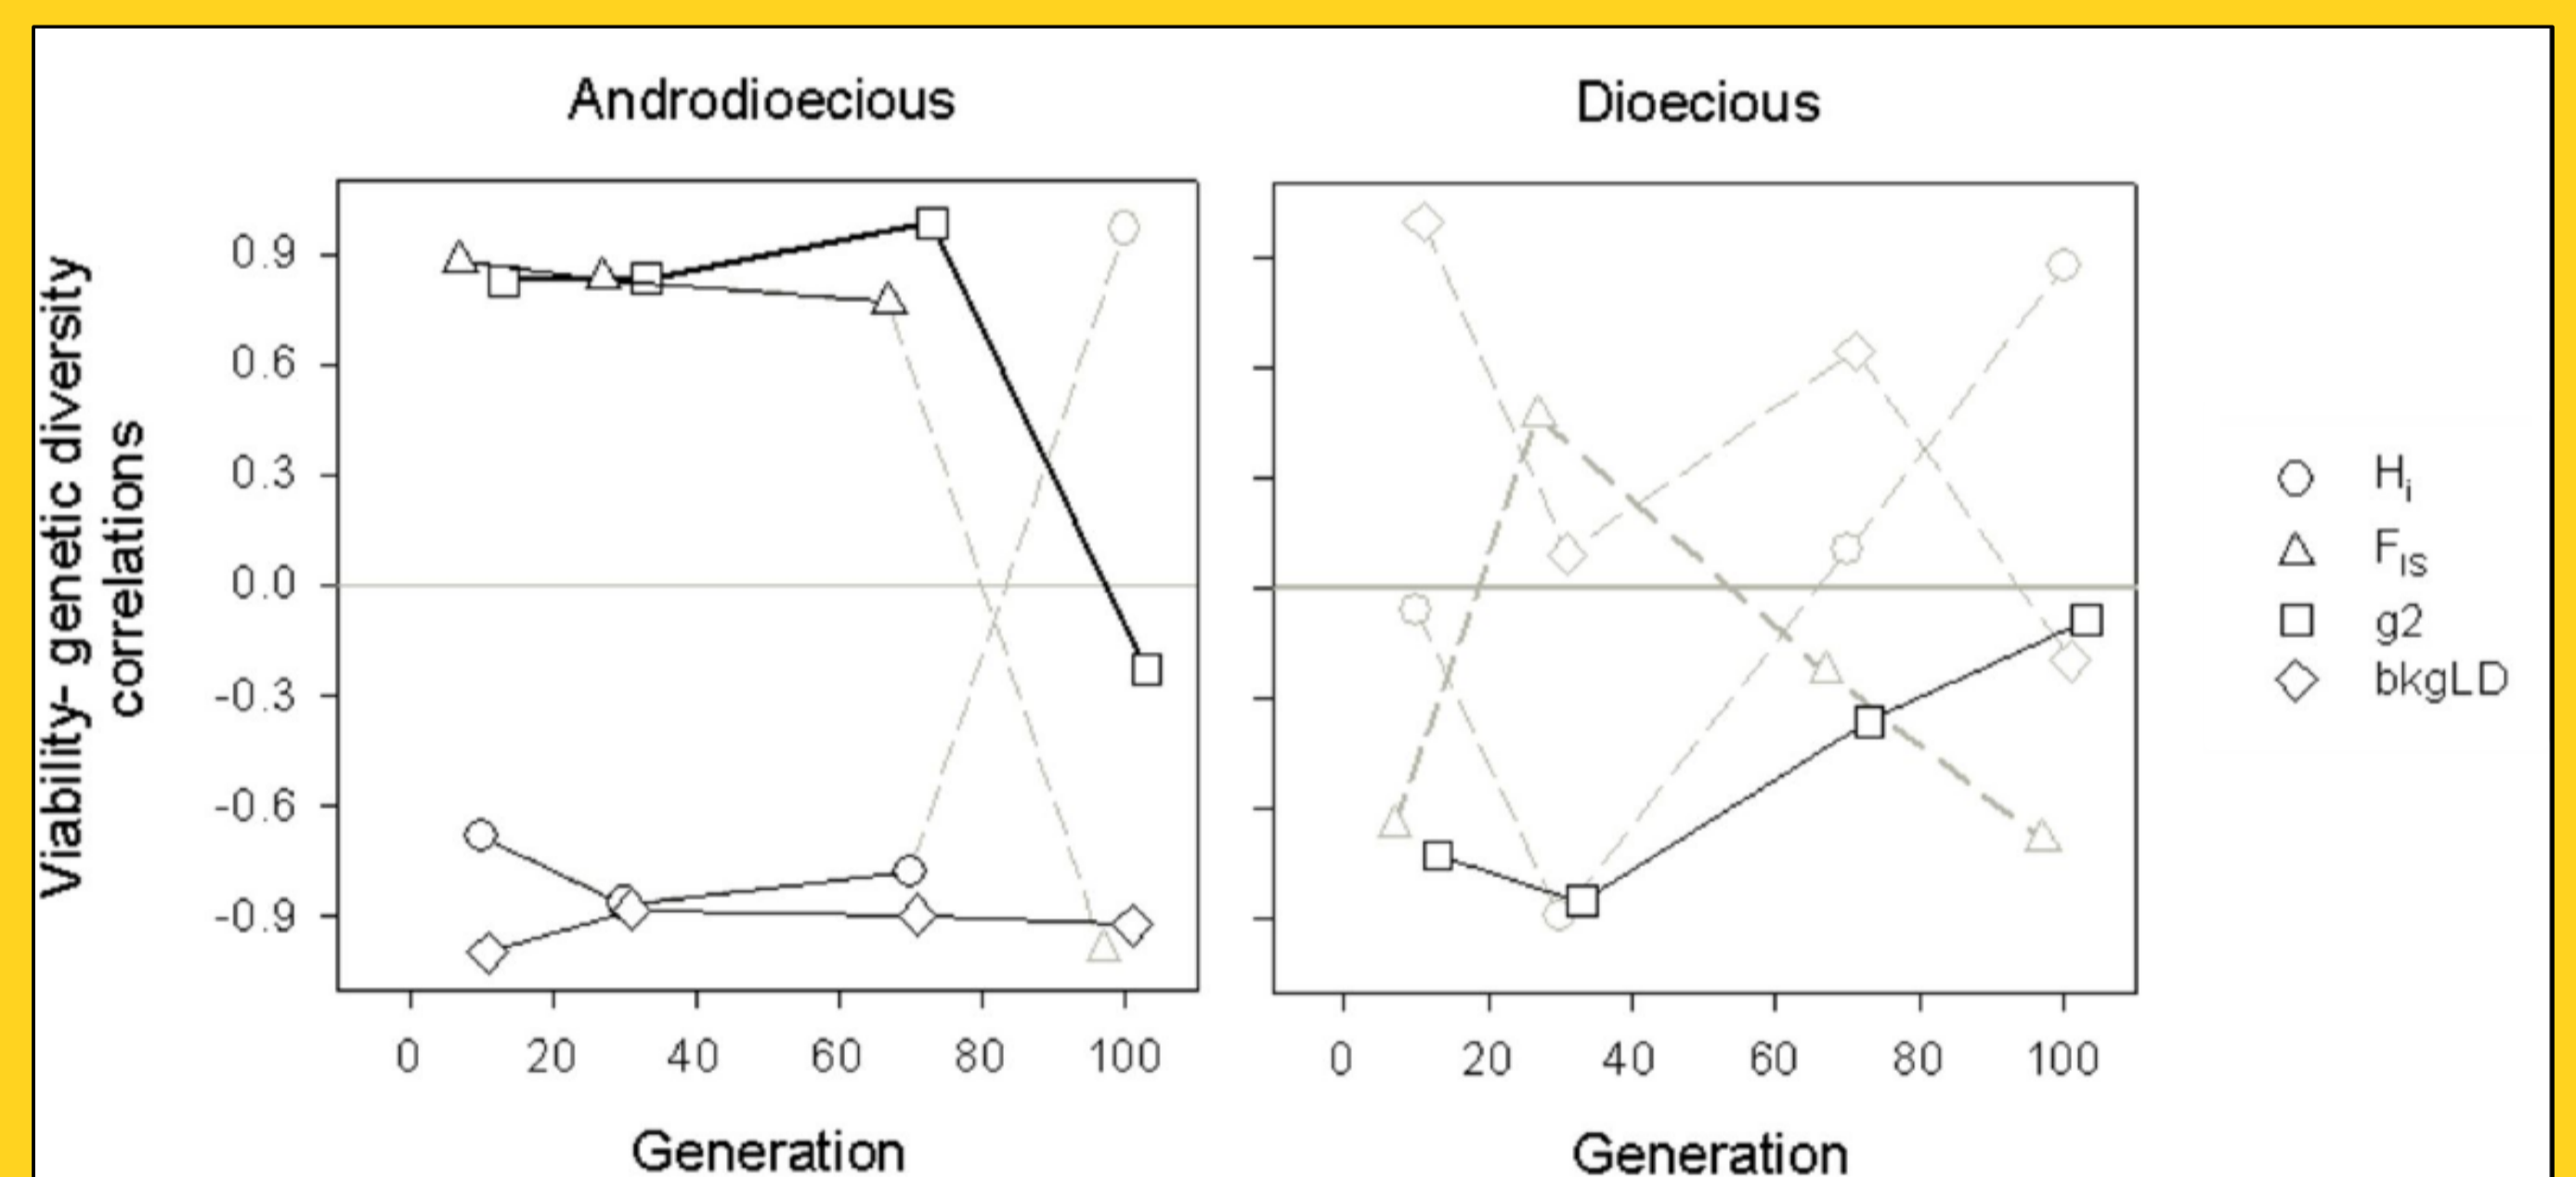 Androdioecious
Dioecious
Viability- genetic diversity
correlations
0.9
0.6
0.3
0.0
-0.3
-0.6
-0.9
0 20 40 60 80 100
0 20 40 60 80 100
Generation
Generation
Hi
FIS
g2
bkgLD